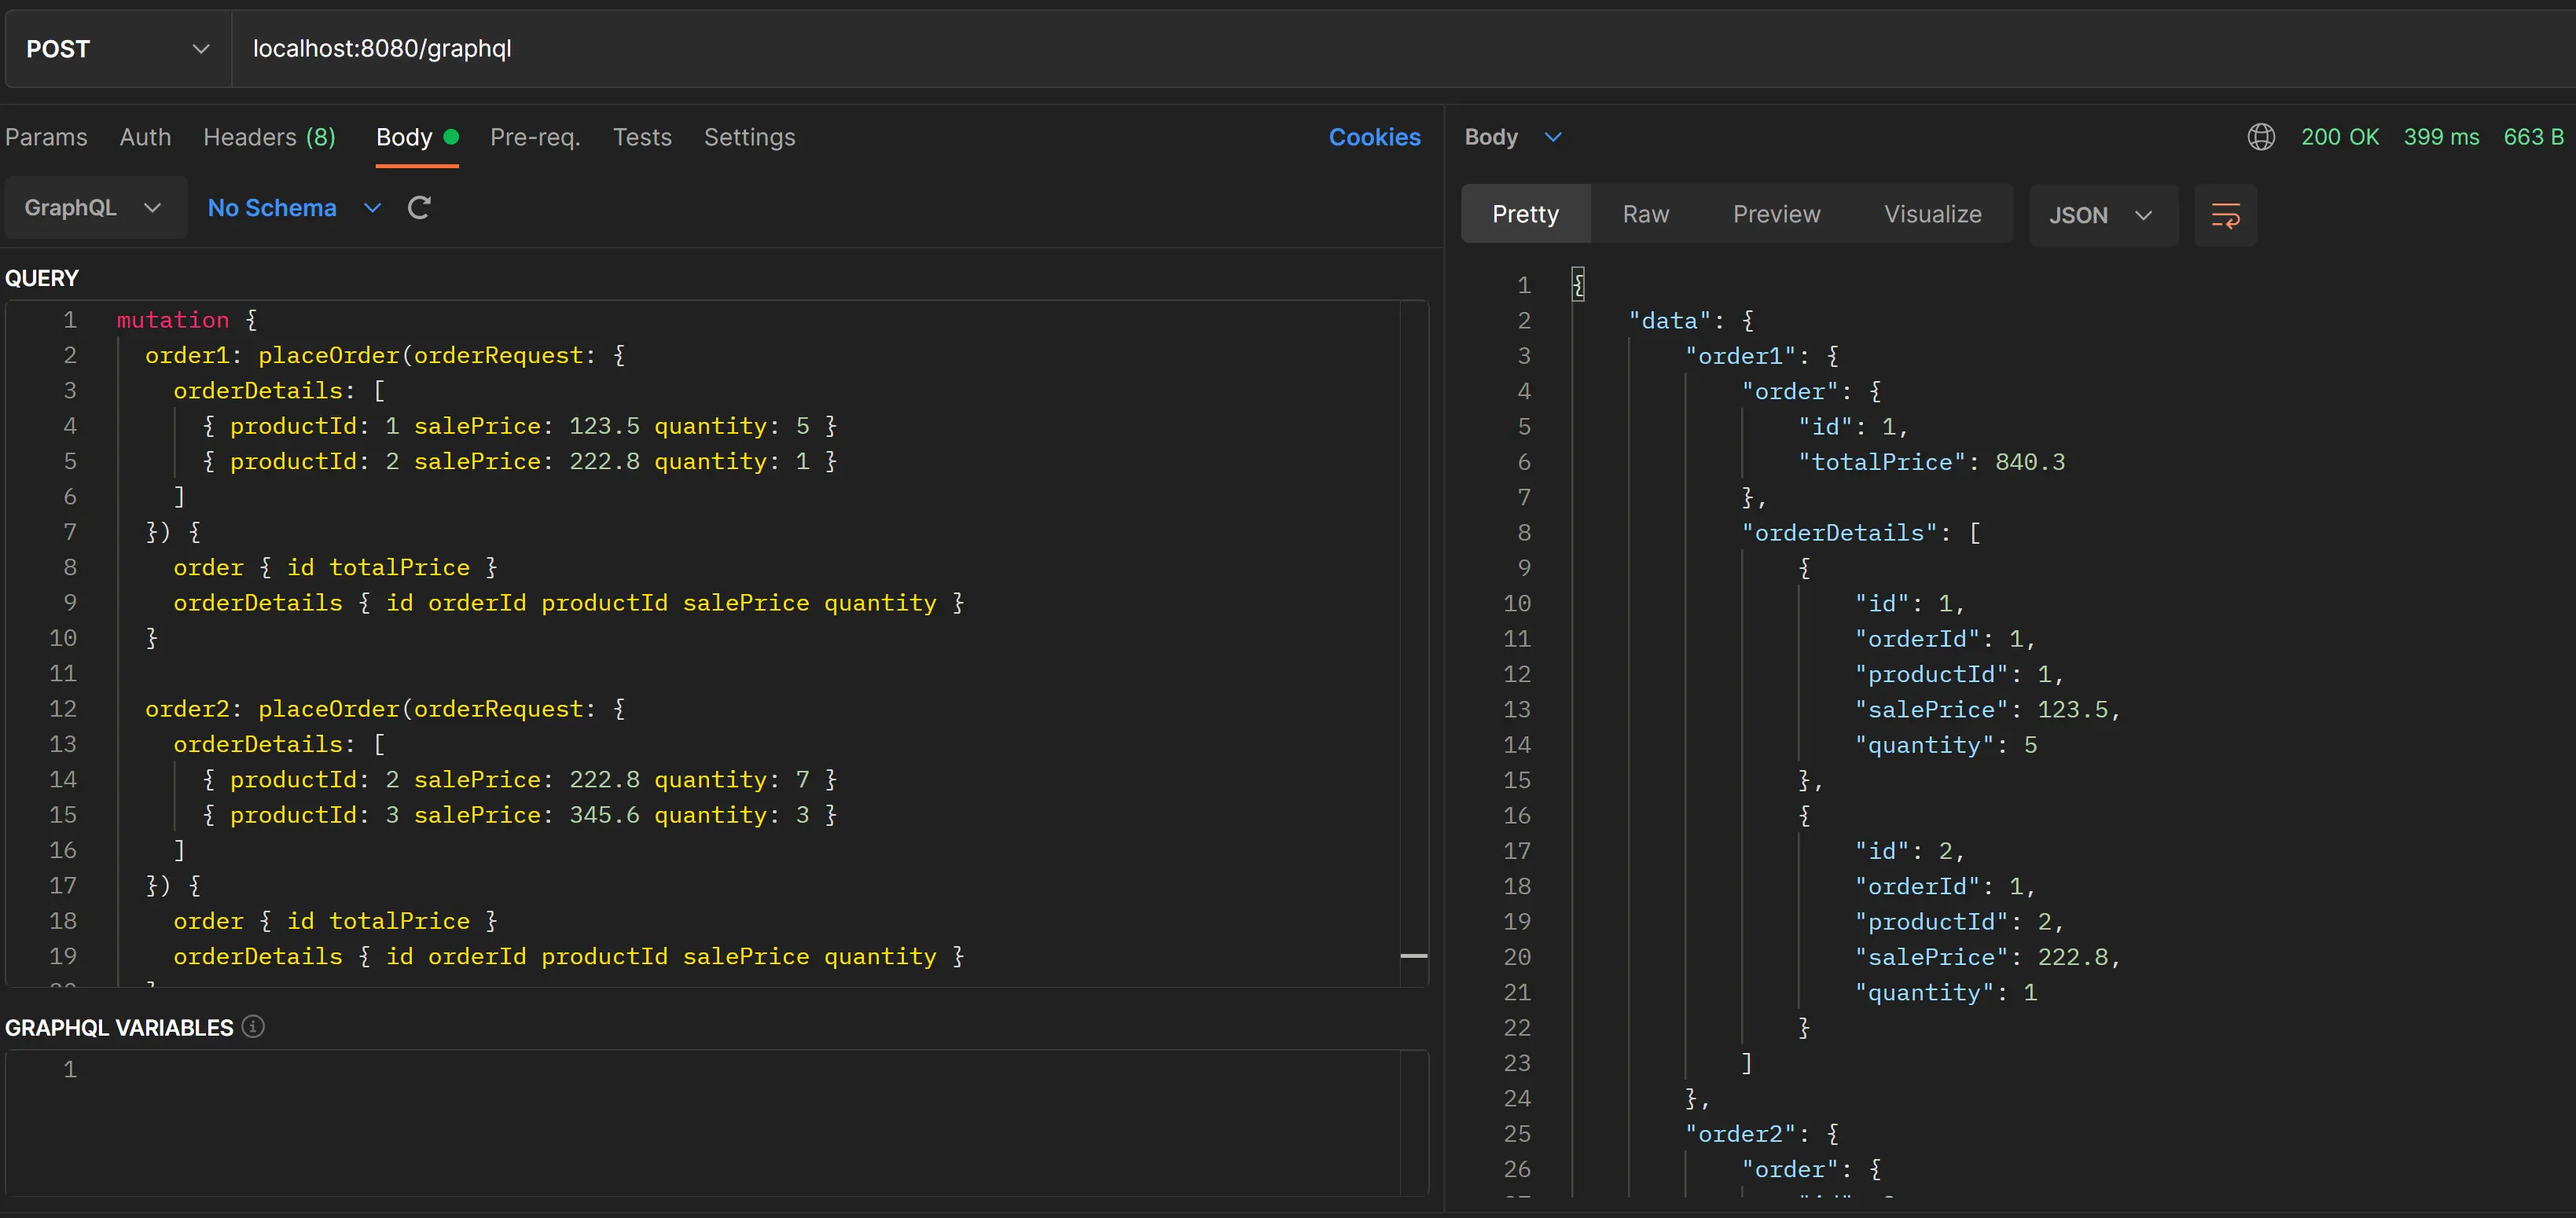 POST localhost:8080/graphql
Params Auth Headers (8) Body Pre-req. Tests Settings Cookies
GraphQL No Schema
QUERY
1 mutation {
2 order1: placeOrder(orderRequest: {
3 orderDetails: [
4 { productId: 1 salePrice: 123.5 quantity: 5 }
5 { productId: 2 salePrice: 222.8 quantity: 1 }
6 ]
7 }) {
8 order { id totalPrice }
9 orderDetails { id orderId productId salePrice quantity }
10 }
11
12 order2: placeOrder(orderRequest: {
13 orderDetails: [
14 { productId: 2 salePrice: 222.8 quantity: 7 }
15 { productId: 3 salePrice: 345.6 quantity: 3 }
16 ]
17 }) {
18 order { id totalPrice }
19 orderDetails { id orderId productId salePrice quantity }
GRAPHQL VARIABLES
1
Body 200 OK 399 ms 663 B
Pretty Raw Preview Visualize JSON
1 {
2 "data": {
3 "order1": {
4 "order": {
5 "id": 1,
6 "totalPrice": 840.3
7 },
8 "orderDetails": [
9 {
10 "id": 1,
11 "orderId": 1,
12 "productId": 1,
13 "salePrice": 123.5,
14 "quantity": 5
15 },
16 {
17 "id": 2,
18 "orderId": 1,
19 "productId": 2,
20 "salePrice": 222.8,
21 "quantity": 1
22 }
23 ]
24 },
25 "order2": {
26 "order": {